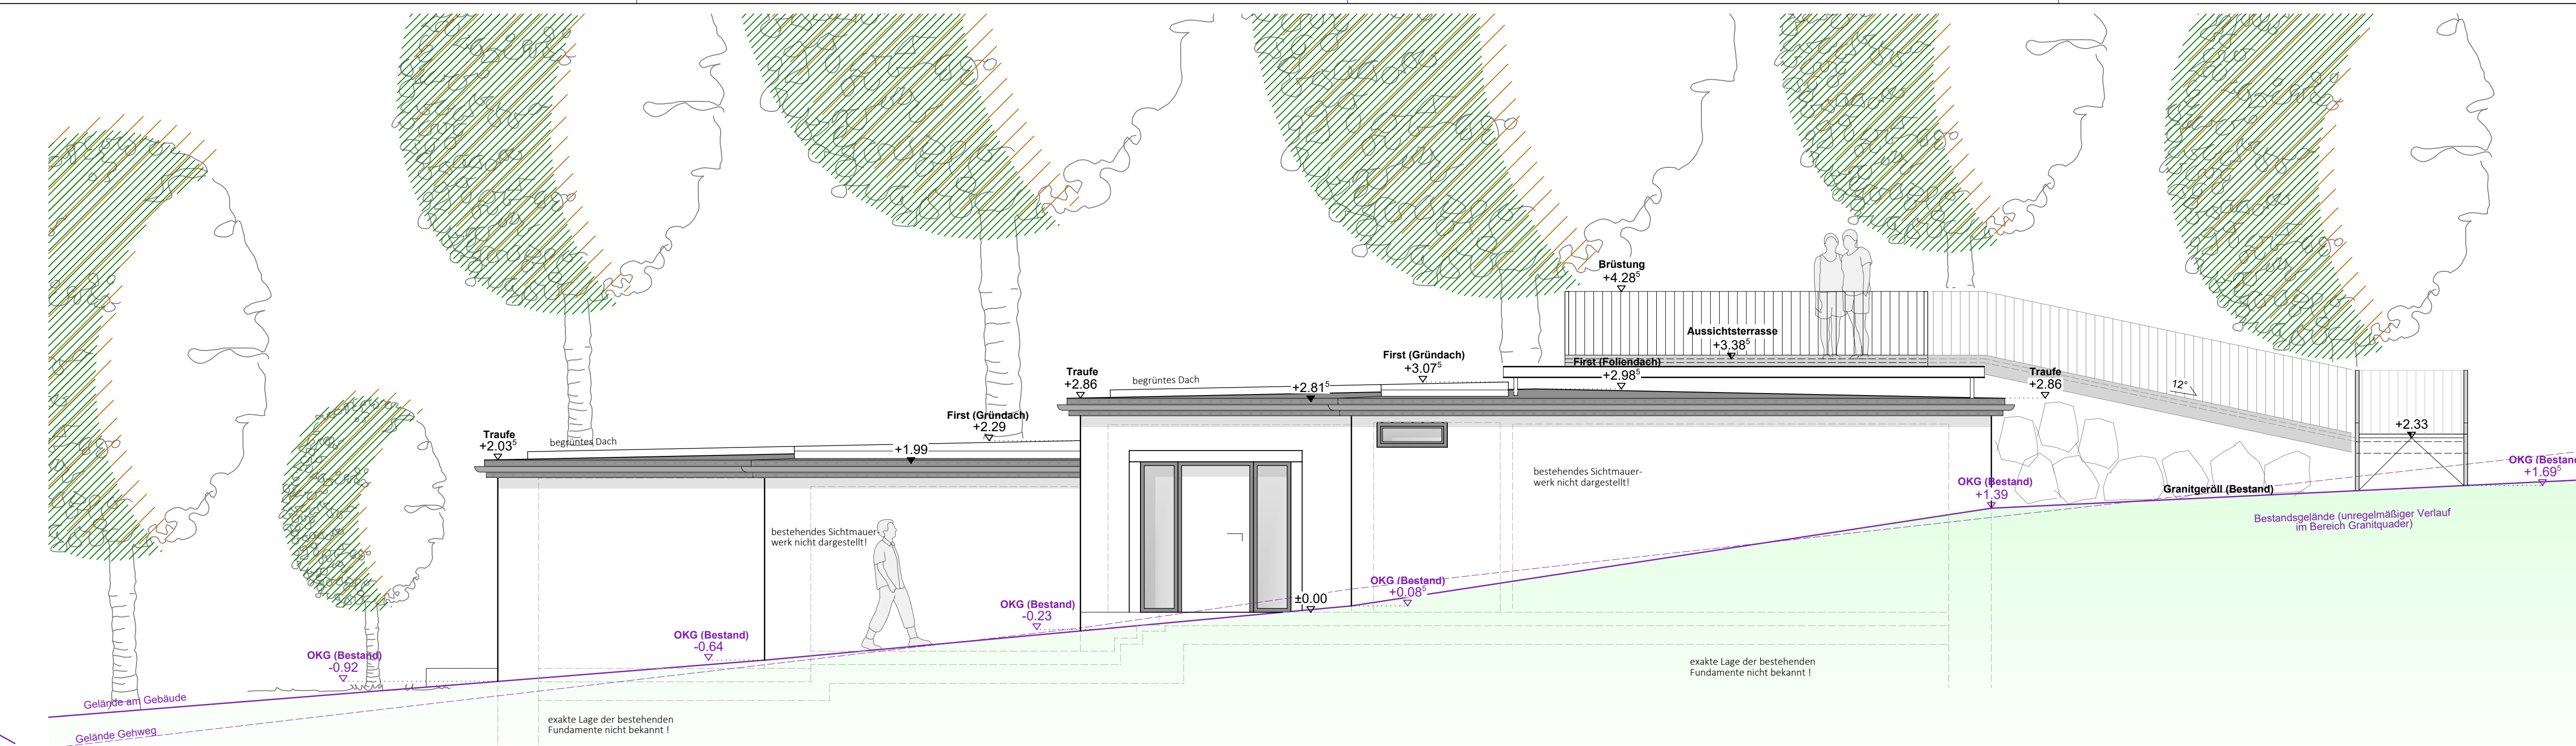 Brüstung
+4.28⁵
Aussichtsterrasse
+3.38⁵
First (Gründach)
+3.07⁵
First (Foliendach)
+2.98⁵
Traufe
+2.86
begrüntes Dach
+2.81⁵
Traufe
+2.86
12°
First (Gründach)
+2.29
+2.33
Traufe
+2.03⁵
begrüntes Dach
+1.99
OKG (Bestand)
+1.69⁵
bestehendes Sichtmauer-
werk nicht dargestellt!
OKG (Bestand)
+1.39
Granitgeröll (Bestand)
Bestandsgelände (unregelmäßiger Verlauf
im Bereich Granitquader)
bestehendes Sichtmauer-
werk nicht dargestellt!
OKG (Bestand)
+0.08⁵
±0.00
OKG (Bestand)
-0.23
OKG (Bestand)
-0.64
OKG (Bestand)
-0.92
exakte Lage der bestehenden
Fundamente nicht bekannt !
Gelände am Gebäude
exakte Lage der bestehenden
Fundamente nicht bekannt !
Gelände Gehweg